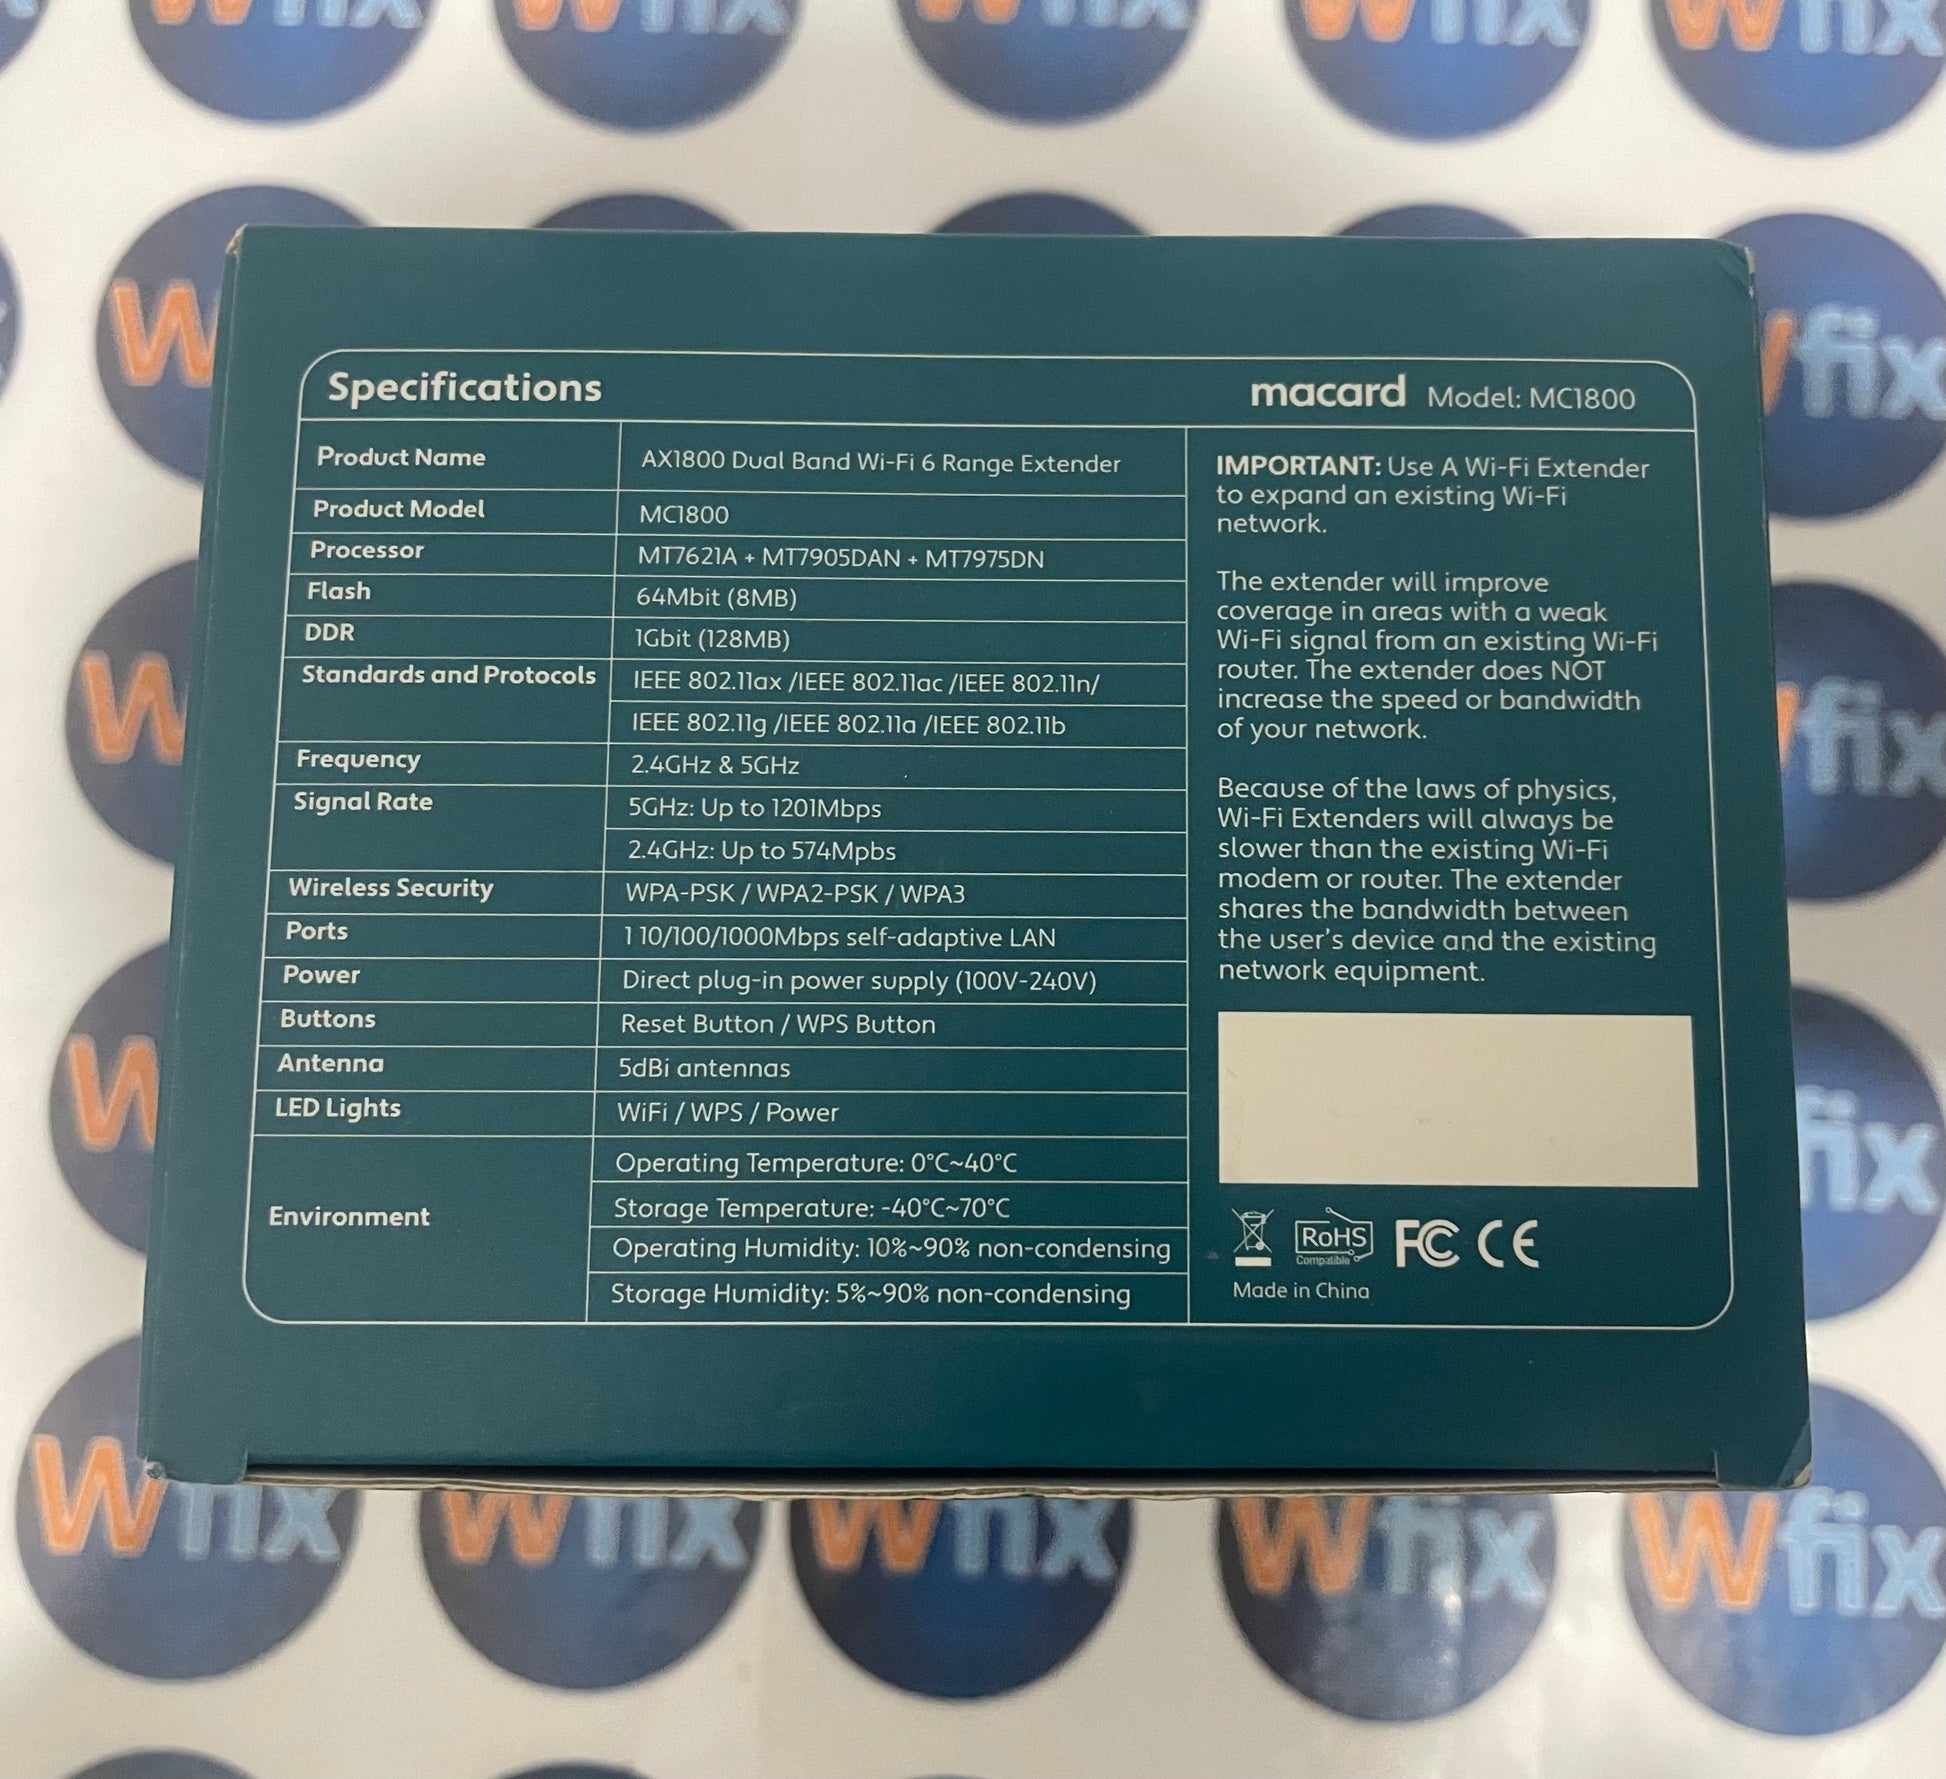 Wfix
Specifications
macard Model: MC1800
Product Name
AX1800 Dual Band Wi-Fi 6 Range Extender
Product Model
MC1800
Processor
MT7621A + MT7905DAN + MT7975DN
Flash
64Mbit (8MB)
DDR
1Gbit (128MB)
Standards and Protocols
IEEE 802.11ax /IEEE 802.11ac /IEEE 802.11n/
IEEE 802.11g /IEEE 802.11a /IEEE 802.11b
Frequency
2.4GHz & 5GHz
Signal Rate
5GHz: Up to 1201Mbps
2.4GHz: Up to 574Mpbs
Wireless Security
WPA-PSK / WPA2-PSK / WPA3
Ports
1 10/100/1000Mbps self-adaptive LAN
Power
Direct plug-in power supply (100V-240V)
Buttons
Reset Button / WPS Button
Antenna
5dBi antennas
LED Lights
WiFi / WPS / Power
Environment
Operating Temperature: 0°C~40°C
Storage Temperature: -40°C~70°C
Operating Humidity: 10%~90% non-condensing
Storage Humidity: 5%~90% non-condensing
IMPORTANT: Use A Wi-Fi Extender
to expand an existing Wi-Fi
network.
The extender will improve
coverage in areas with a weak
Wi-Fi signal from an existing Wi-Fi
router. The extender does NOT
increase the speed or bandwidth
of your network.
Because of the laws of physics,
Wi-Fi Extenders will always be
slower than the existing Wi-Fi
modem or router. The extender
shares the bandwidth between
the user's device and the existing
network equipment.
RoHS
Compatible
FC CE
Made in China
Wfix
Wfix
Wfix
Wfix
Wfix